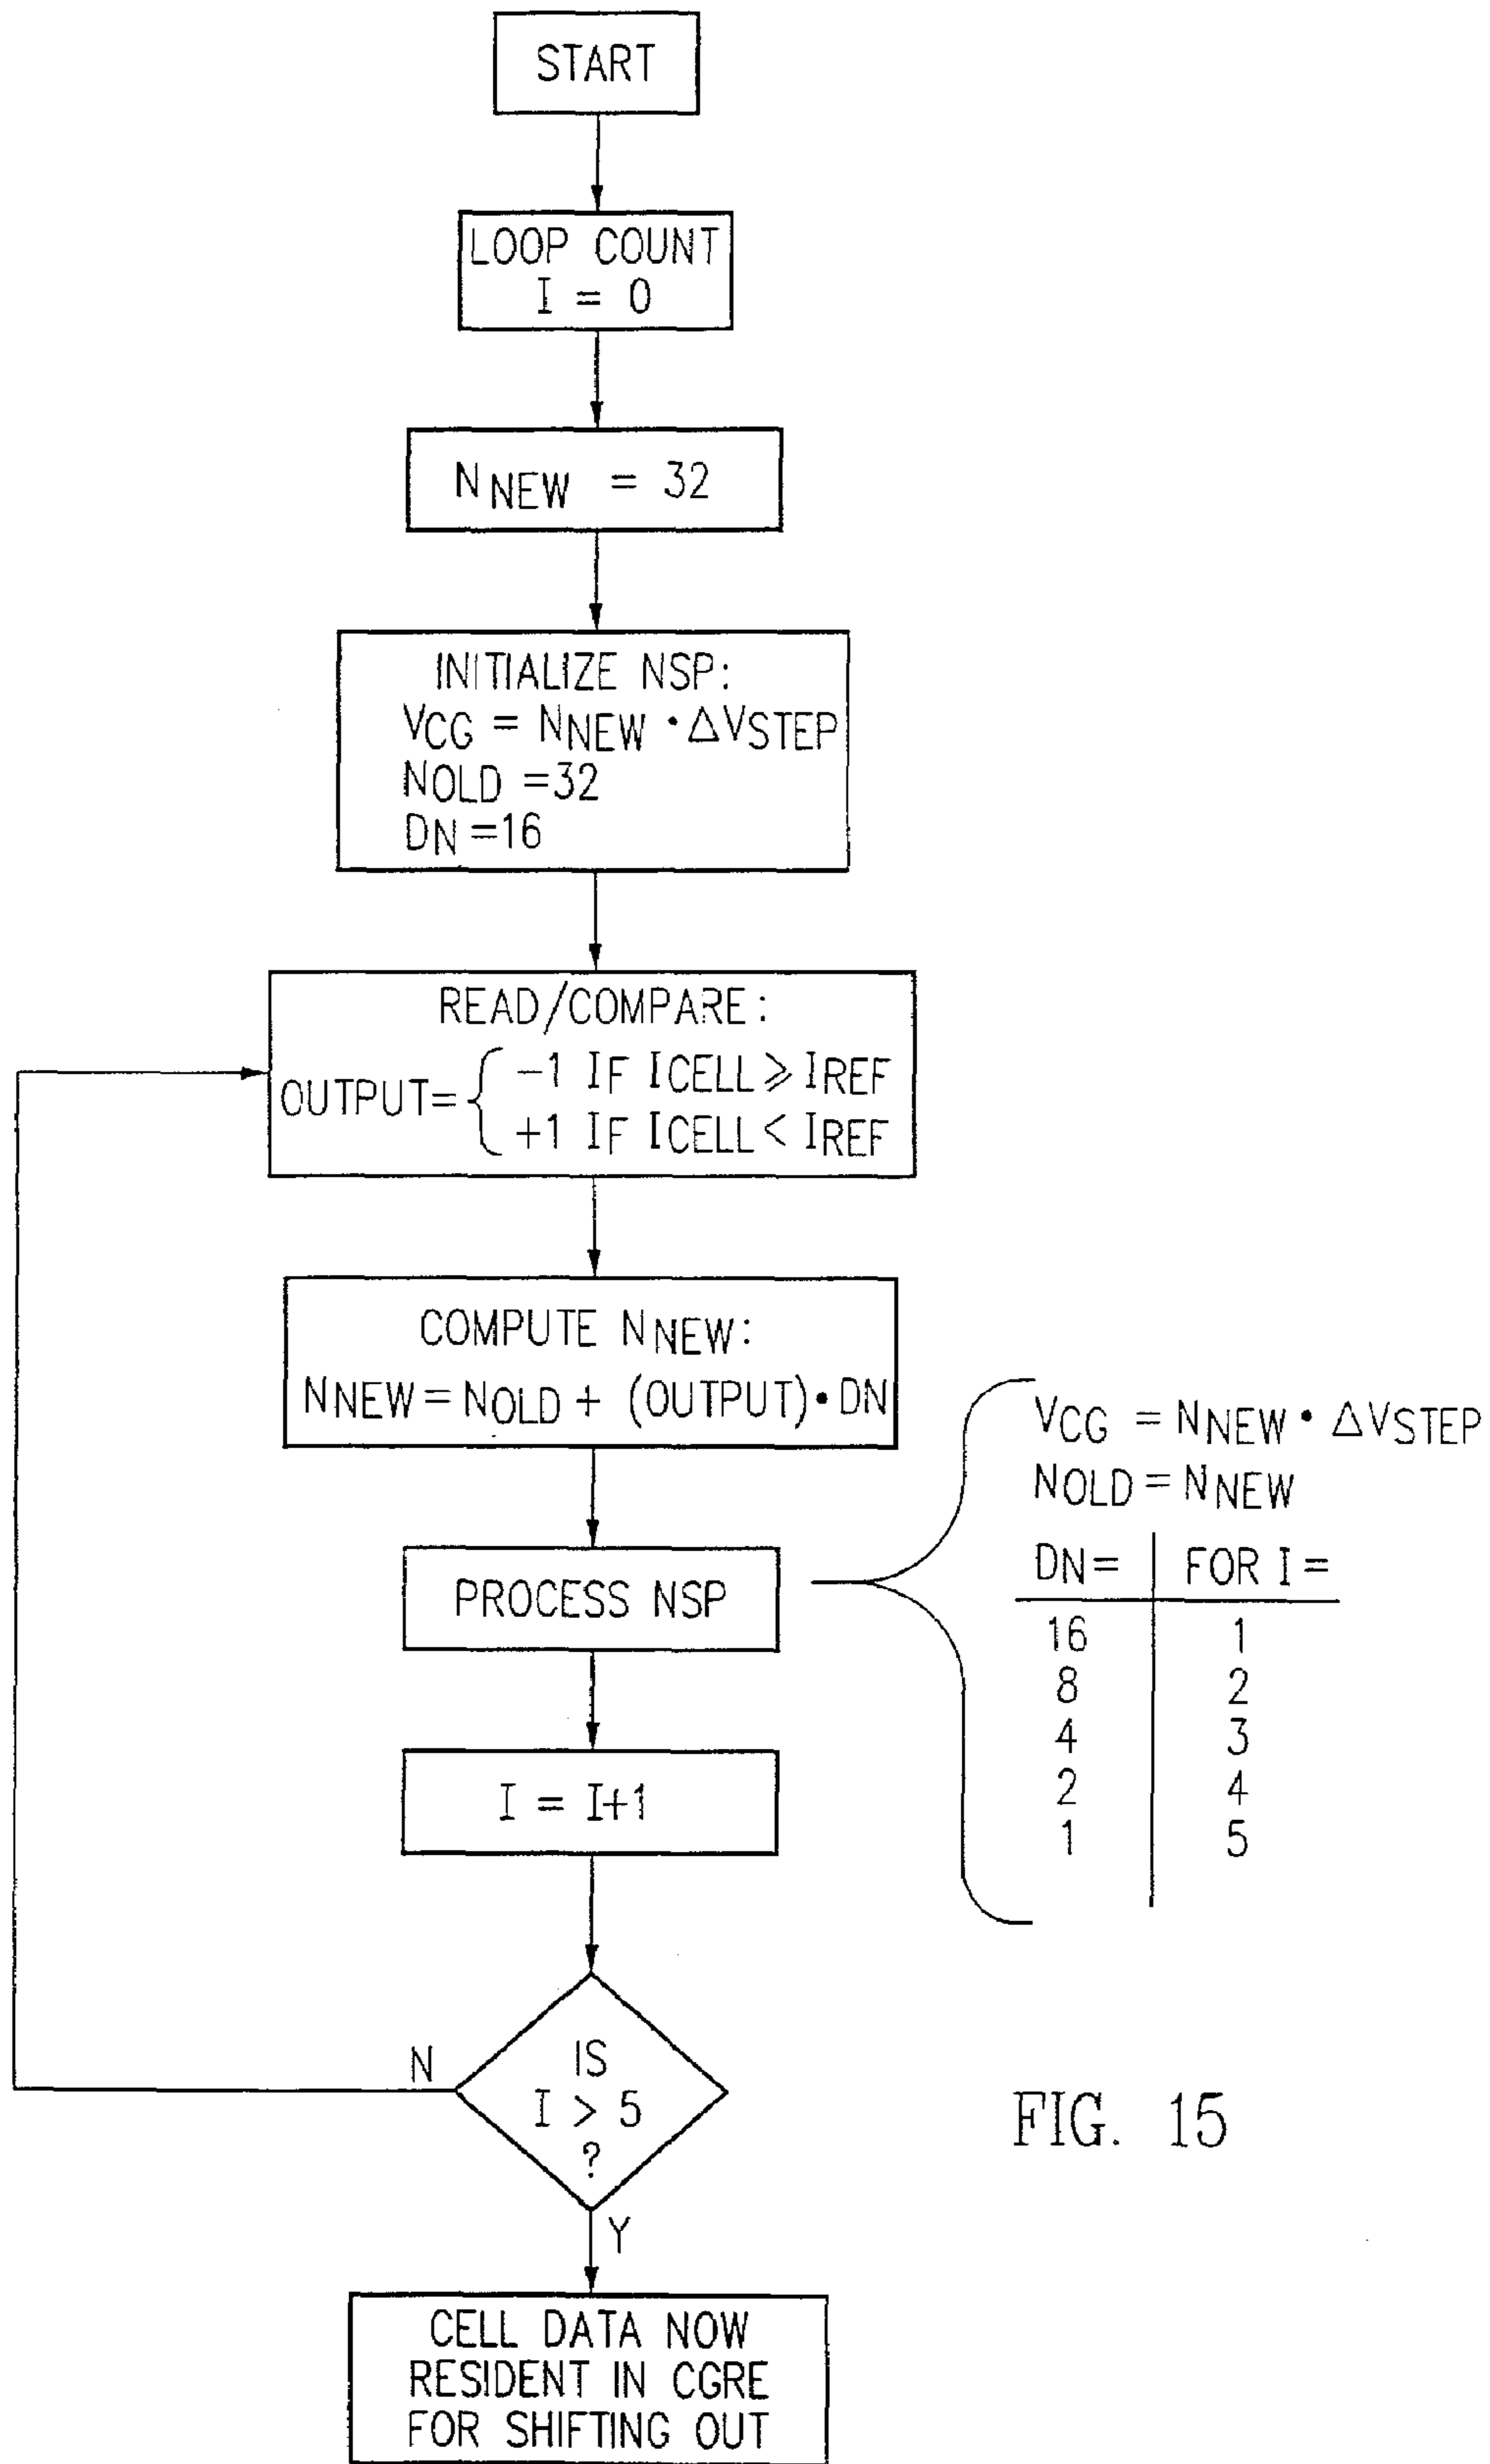 START
LOOP COUNT
I = 0
N NEW = 32
INITIALIZE NSP:
VCG = NNEW • ΔVSTEP
NOLD =32
DN =16
READ/COMPARE:
OUTPUT= { -1 IF ICELL ⩾ IREF
+1 IF ICELL < IREF
COMPUTE NNEW:
NNEW = NOLD + (OUTPUT)• DN
PROCESS NSP
VCG = NNEW • ΔVSTEP
NOLD = NNEW
DN= FOR I =
16 1
8 2
4 3
2 4
1 5
I = I+1
IS
I > 5
?
N
Y
CELL DATA NOW
RESIDENT IN CGRE
FOR SHIFTING OUT
FIG. 15